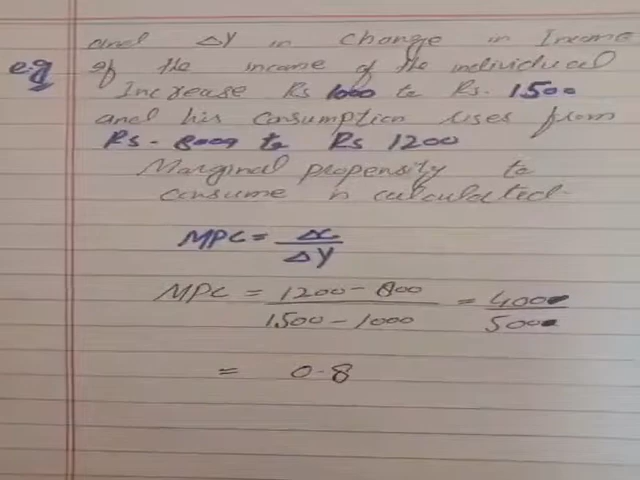 and ΔY in change in Income
e.g of the income of the individual
Increase Rs 1000 to Rs. 1500
and his consumption rises from
Rs - 800 to Rs 1200
Marginal propensity to
consume is calculated
MPC = Δc / ΔY
MPC = 1200 - 800 / 1500 - 1000 = 400 / 500
= 0.8